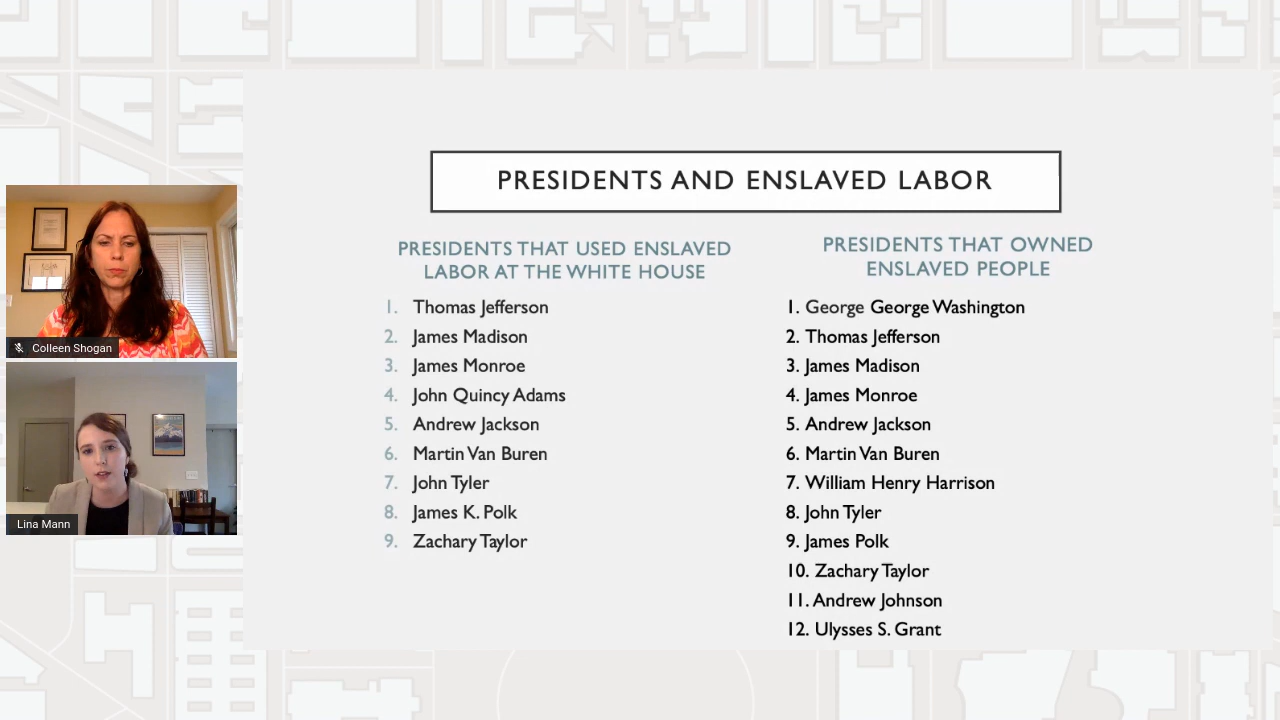 PRESIDENTS AND ENSLAVED LABOR
PRESIDENTS THAT USED ENSLAVED
LABOR AT THE WHITE HOUSE
1. Thomas Jefferson
2. James Madison
3. James Monroe
4. John Quincy Adams
5. Andrew Jackson
6. Martin Van Buren
7. John Tyler
8. James K. Polk
9. Zachary Taylor
PRESIDENTS THAT OWNED
ENSLAVED PEOPLE
1. George George Washington
2. Thomas Jefferson
3. James Madison
4. James Monroe
5. Andrew Jackson
6. Martin Van Buren
7. William Henry Harrison
8. John Tyler
9. James Polk
10. Zachary Taylor
11. Andrew Johnson
12. Ulysses S. Grant
Colleen Shogan
Lina Mann